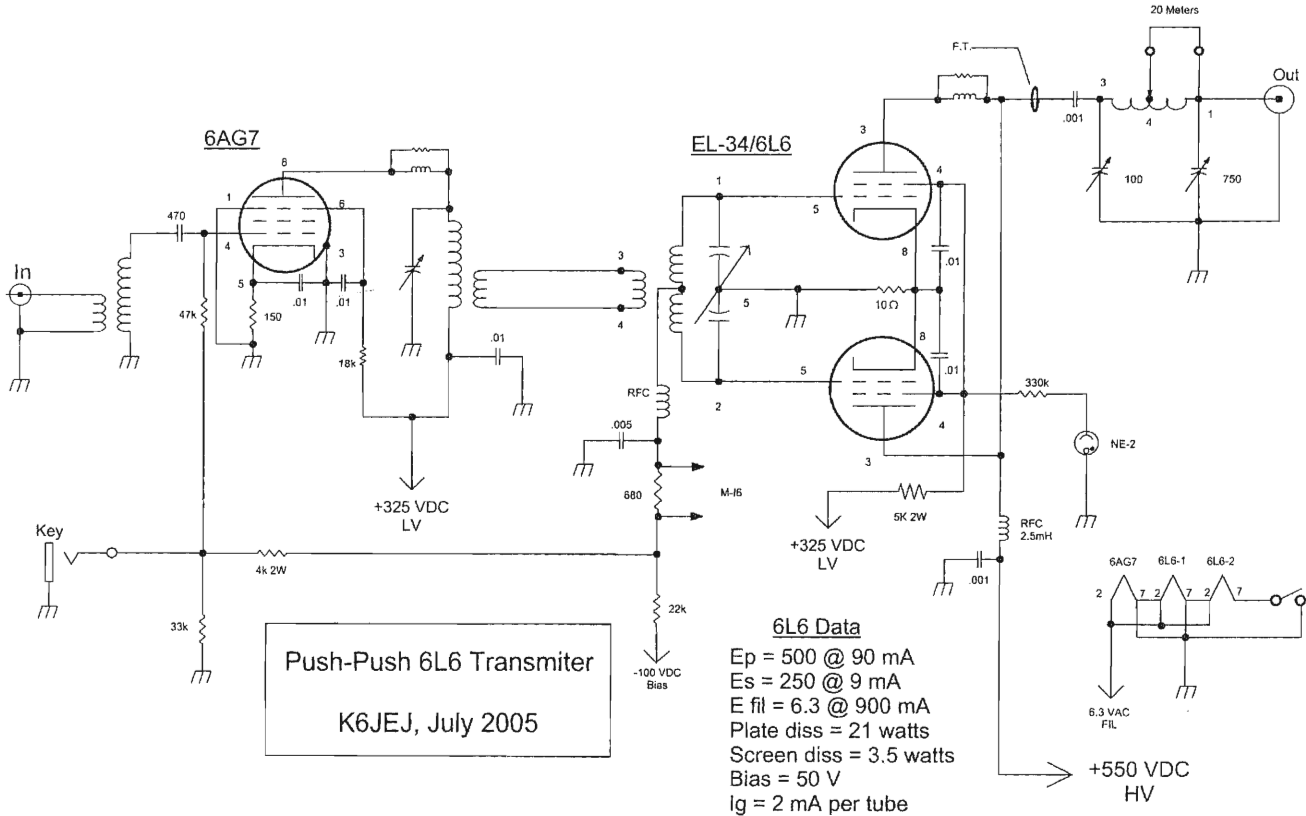 20 Meters
F.T.
Out
3
4
1
.001
100
750
6AG7
EL-34/6L6
8
1
6
470
4
3
5
.01
.01
In
47k
150
18k
.01
3
4
1
5
2
5
3
4
5
8
10 Ω
.01
8
.01
4
3
330k
NE-2
RFC
.005
680
M-I6
+325 VDC
LV
5K 2W
+325 VDC
LV
RFC
2.5mH
.001
Key
4k 2W
33k
22k
-100 VDC
Bias
6AG7
6L6-1
6L6-2
2
7
2
7
2
7
6.3 VAC
FIL
Push-Push 6L6 Transmiter
K6JEJ, July 2005
6L6 Data
Ep = 500 @ 90 mA
Es = 250 @ 9 mA
E fil = 6.3 @ 900 mA
Plate diss = 21 watts
Screen diss = 3.5 watts
Bias = 50 V
Ig = 2 mA per tube
+550 VDC
HV